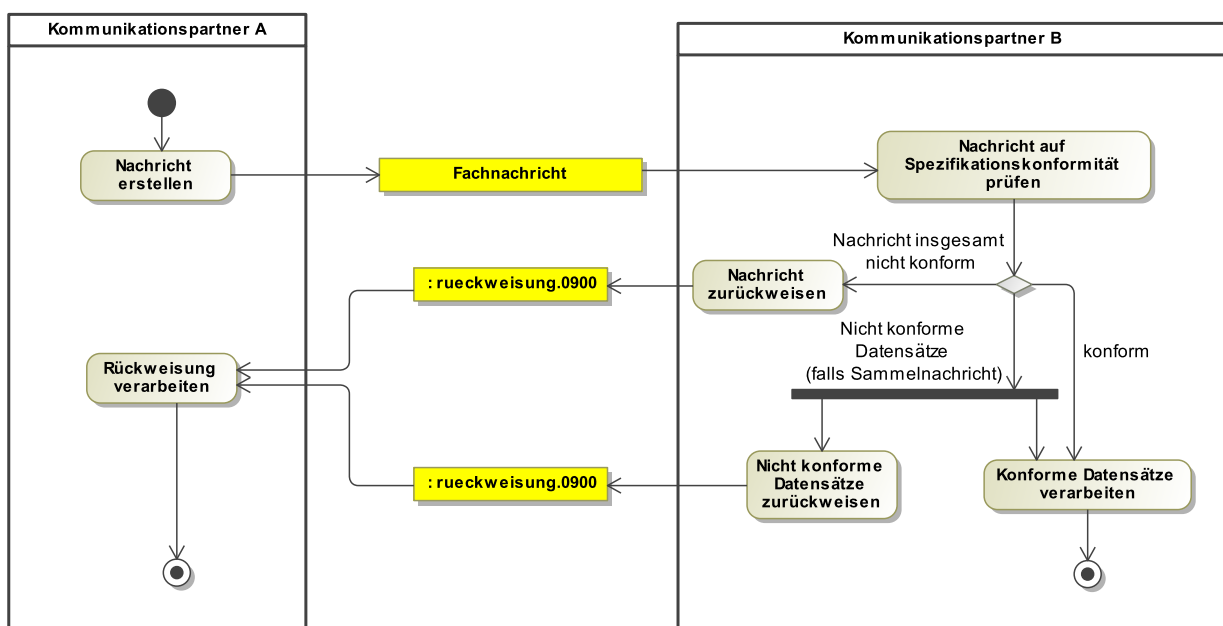 Kommunikationspartner A
Kommunikationspartner B
Nachricht
erstellen
Fachnachricht
Nachricht auf
Spezifikationskonformität
prüfen
Nachricht insgesamt
nicht konform
: rueckweisung.0900
Nachricht
zurückweisen
Nicht konforme
Datensätze
(falls Sammelnachricht)
konform
Rückweisung
verarbeiten
: rueckweisung.0900
Nicht konforme
Datensätze
zurückweisen
Konforme Datensätze
verarbeiten